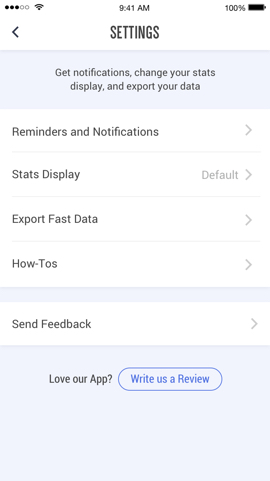 9:41 AM
100%
SETTINGS
Get notifications, change your stats
display, and export your data
Reminders and Notifications
Stats Display
Default
Export Fast Data
How-Tos
Send Feedback
Love our App?
Write us a Review